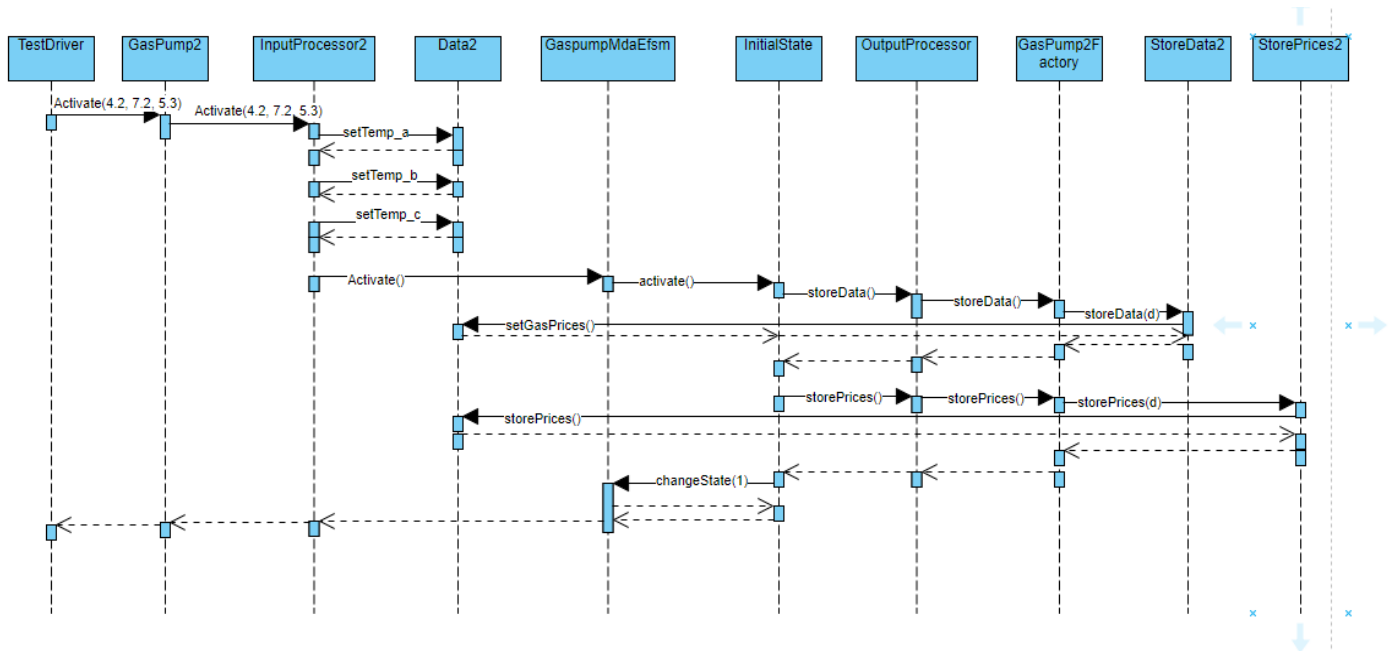 TestDriver
GasPump2
InputProcessor2
Data2
GaspumpMdaEfsm
InitialState
OutputProcessor
GasPump2F
actory
StoreData2
StorePrices2
Activate(4.2, 7.2, 5.3)
Activate(4.2, 7.2, 5.3)
setTemp_a
setTemp_b
setTemp_c
Activate()
activate()
storeData()
storeData()
storeData(d)
setGasPrices()
storePrices()
storePrices()
storePrices(d)
storePrices()
changeState(1)